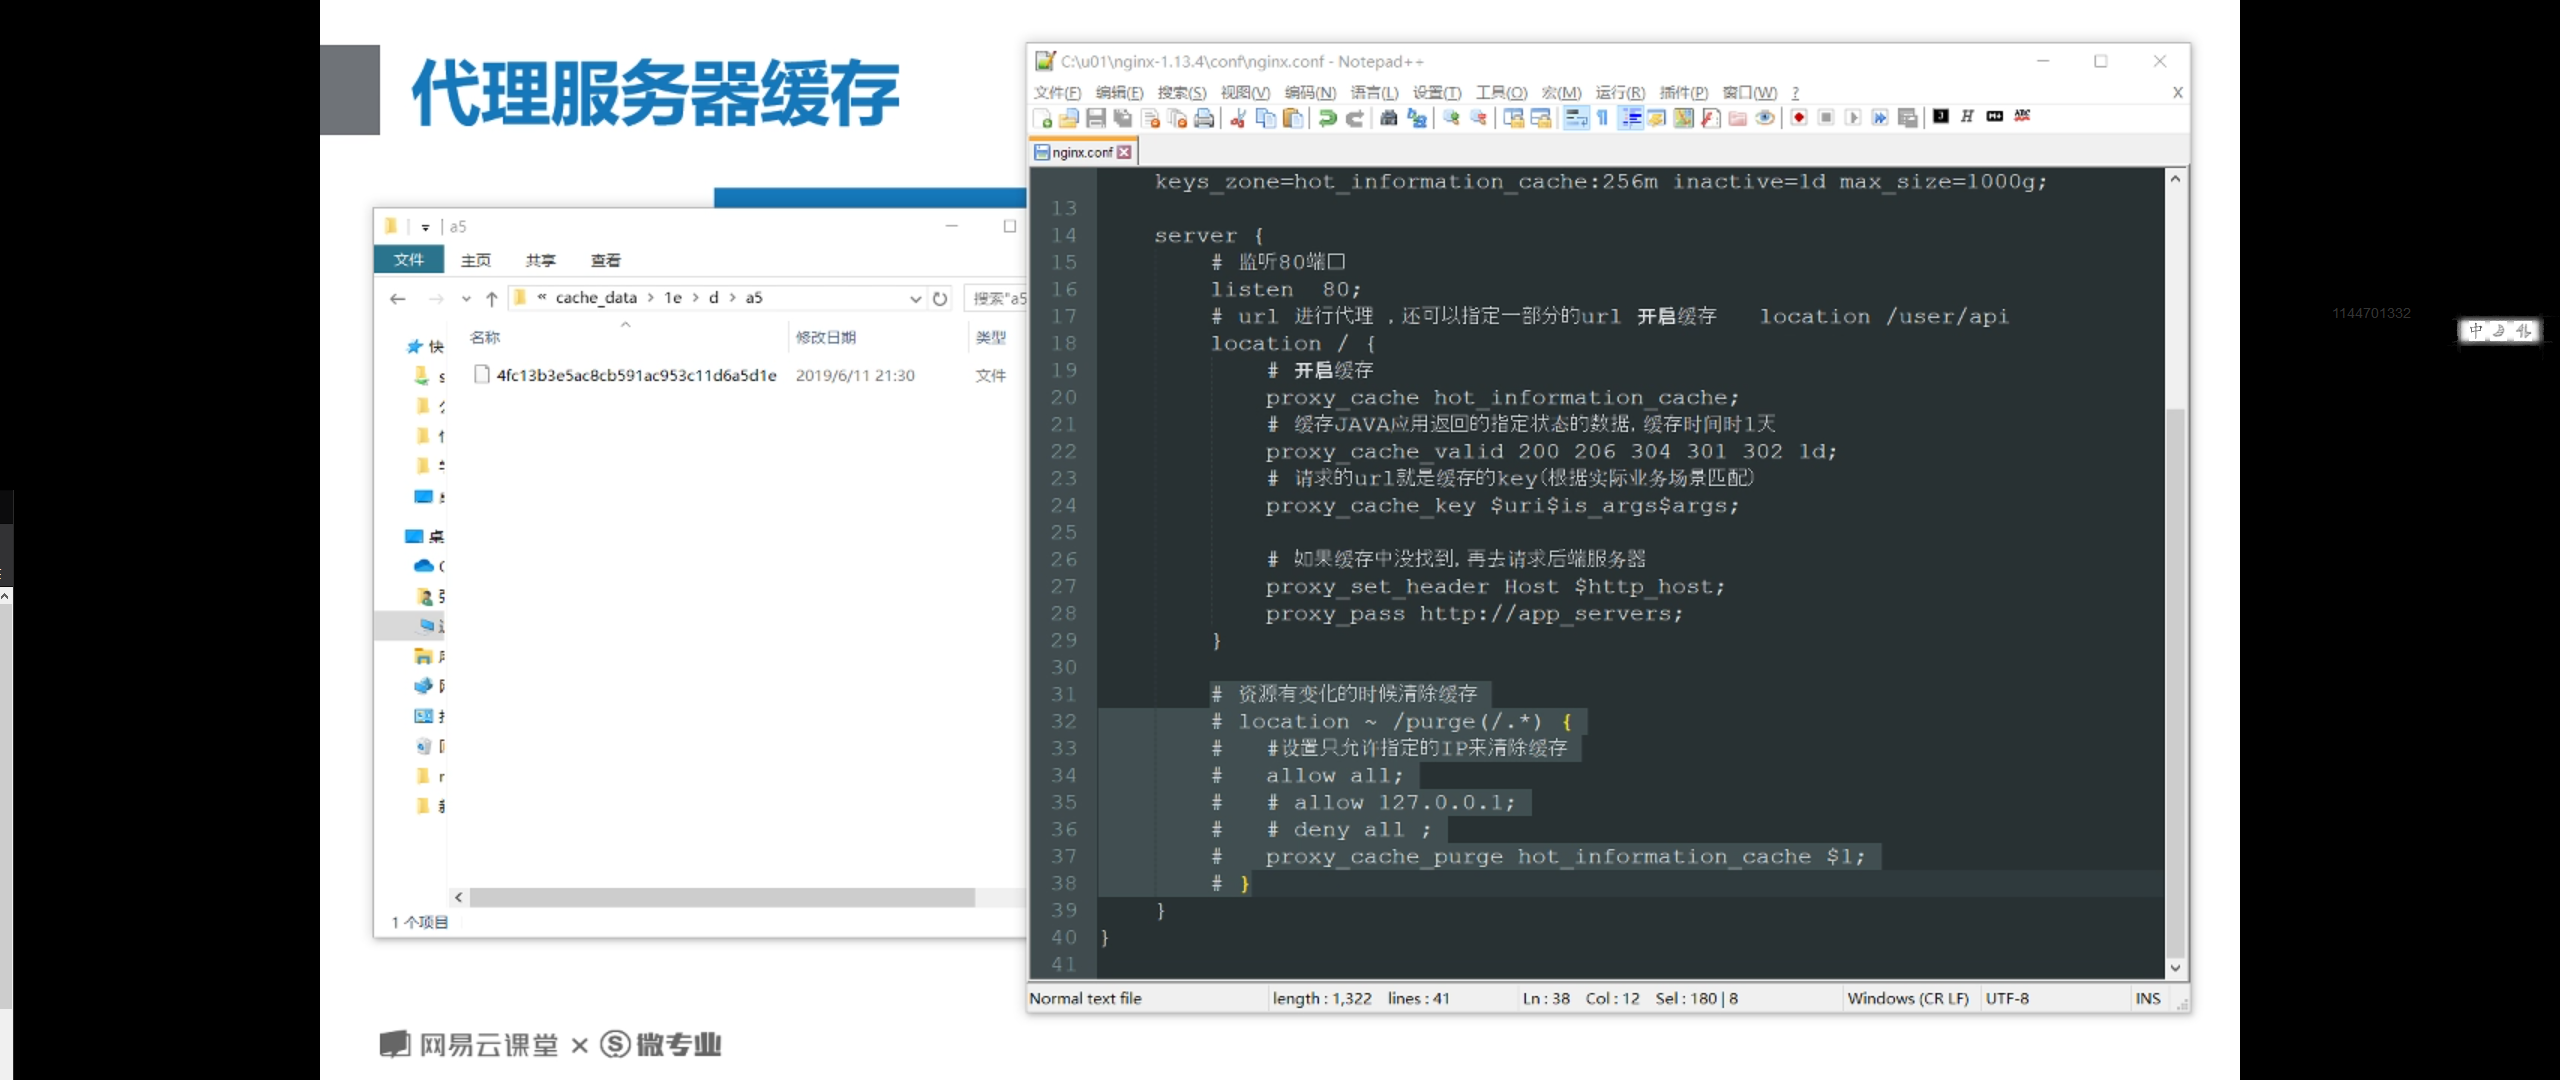 代理服务器缓存
a5
文件 主页 共享 查看
« cache_data › 1e › d › a5
搜索"a5
名称 修改日期 类型
4fc13b3e5ac8cb591ac953c11d6a5d1e 2019/6/11 21:30 文件
快
桌
1 个项目
C:\u01\nginx-1.13.4\conf\nginx.conf - Notepad++
文件(F) 编辑(E) 搜索(S) 视图(V) 编码(N) 语言(L) 设置(T) 工具(O) 宏(M) 运行(R) 插件(P) 窗口(W) ? X
nginx.conf
keys_zone=hot_information_cache:256m inactive=1d max_size=1000g;
13
14 server {
15 # 监听80端口
16 listen 80;
17 # url 进行代理 ，还可以指定一部分的url 开启缓存 location /user/api
18 location / {
19 # 开启缓存
20 proxy_cache hot_information_cache;
21 # 缓存JAVA应用返回的指定状态的数据，缓存时间时1天
22 proxy_cache_valid 200 206 304 301 302 1d;
23 # 请求的url就是缓存的key(根据实际业务场景匹配)
24 proxy_cache_key $uri$is_args$args;
25
26 # 如果缓存中没找到，再去请求后端服务器
27 proxy_set_header Host $http_host;
28 proxy_pass http://app_servers;
29 }
30
31 # 资源有变化的时候清除缓存
32 # location ~ /purge(/.*) {
33 # #设置只允许指定的IP来清除缓存
34 # allow all;
35 # # allow 127.0.0.1;
36 # # deny all ;
37 # proxy_cache_purge hot_information_cache $1;
38 # }
39 }
40 }
41
Normal text file length : 1,322 lines : 41 Ln : 38 Col : 12 Sel : 180 | 8 Windows (CR LF) UTF-8 INS
网易云课堂 × 微专业
1144701332
中